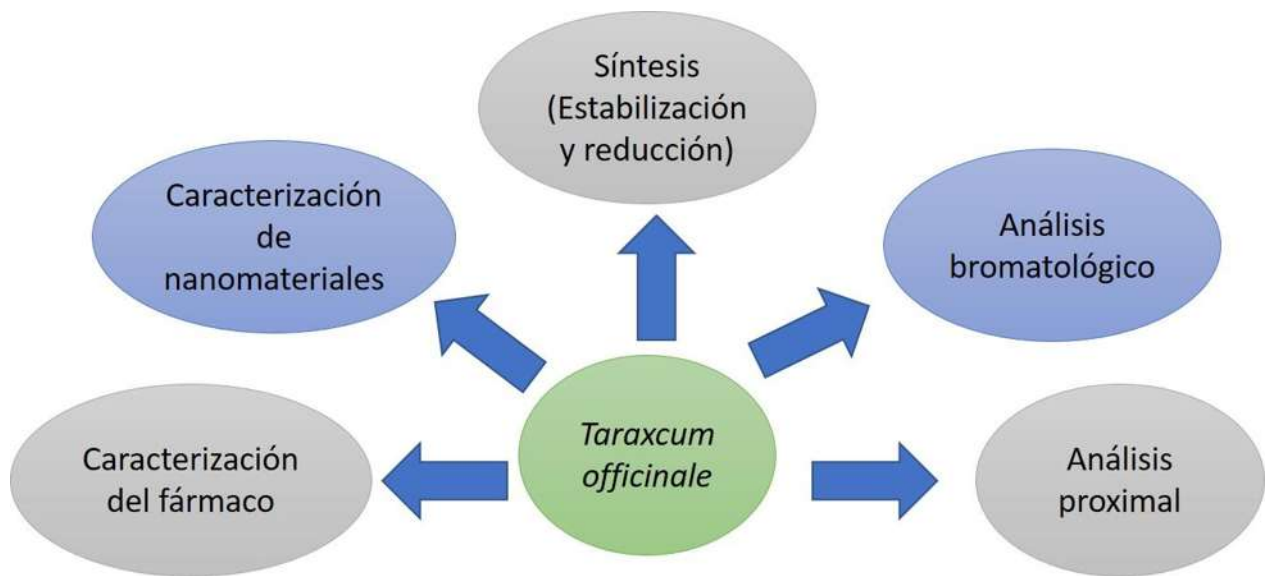 Síntesis
(Estabilización
y reducción)
Caracterización
de
nanomateriales
Análisis
bromatológico
Caracterización
del fármaco
Taraxcum
officinale
Análisis
proximal